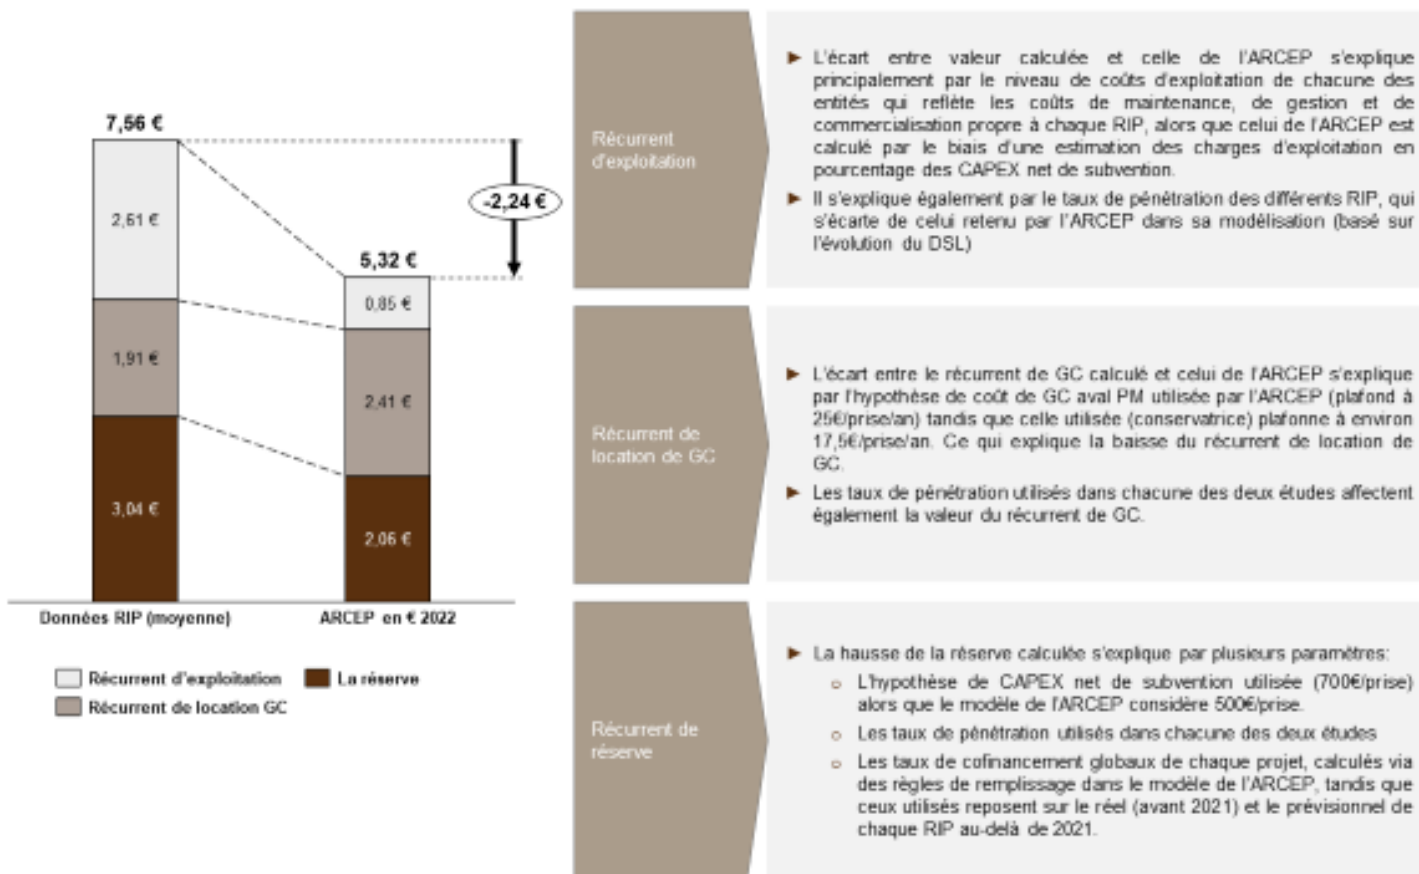 7,56 €
2,61 €
1,91 €
3,04 €
-2,24 €
5,32 €
0,85 €
2,41 €
2,06 €
Données RIP (moyenne)
ARCEP en € 2022
Récurrent d'exploitation
La réserve
Récurrent de location GC
Récurrent
d'exploitation
► L'écart entre valeur calculée et celle de l'ARCEP s'explique
principalement par le niveau de coûts d'exploitation de chacune des
entités qui reflète les coûts de maintenance, de gestion et de
commercialisation propre à chaque RIP, alors que celui de l'ARCEP est
calculé par le biais d'une estimation des charges d'exploitation en
pourcentage des CAPEX net de subvention.
► Il s'explique également par le taux de pénétration des différents RIP, qui
s'écarte de celui retenu par l'ARCEP dans sa modélisation (basé sur
l'évolution du DSL)
Récurrent de
location de GC
► L'écart entre le récurrent de GC calculé et celui de l'ARCEP s'explique
par l'hypothèse de coût de GC aval PM utilisée par l'ARCEP (plafond à
25€/prise/an) tandis que celle utilisée (conservatrice) plafonne à environ
17,5€/prise/an. Ce qui explique la baisse du récurrent de location de
GC.
► Les taux de pénétration utilisés dans chacune des deux études affectent
également la valeur du récurrent de GC.
Récurrent de
réserve
► La hausse de la réserve calculée s'explique par plusieurs paramètres:
o L'hypothèse de CAPEX net de subvention utilisée (700€/prise)
alors que le modèle de l'ARCEP considère 500€/prise.
o Les taux de pénétration utilisés dans chacune des deux études
o Les taux de cofinancement globaux de chaque projet, calculés via
des règles de remplissage dans le modèle de l'ARCEP, tandis que
ceux utilisés reposent sur le réel (avant 2021) et le prévisionnel de
chaque RIP au-delà de 2021.